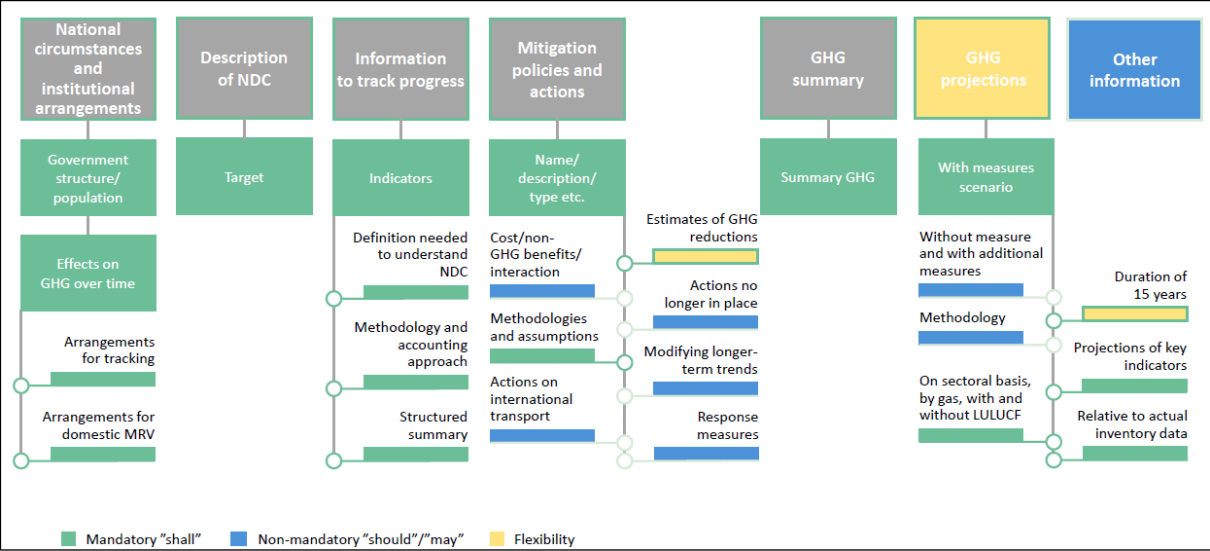 National
circumstances
and
institutional
arrangements
Description
of NDC
Information
to track progress
Mitigation
policies and
actions
GHG
summary
GHG
projections
Other
information
Government
structure/
population
Target
Indicators
Name/
description/
type etc.
Summary GHG
With measures
scenario
Effects on
GHG over time
Arrangements
for tracking
Arrangements for
domestic MRV
Definition needed
to understand
NDC
Methodology and
accounting
approach
Structured
summary
Cost/non-
GHG benefits/
interaction
Methodologies
and assumptions
Actions on
international
transport
Estimates of GHG
reductions
Actions no
longer in place
Modifying longer-
term trends
Response
measures
Without measure
and with additional
measures
Methodology
On sectoral basis,
by gas, with and
without LULUCF
Duration of
15 years
Projections of key
indicators
Relative to actual
inventory data
Mandatory ”shall”
Non-mandatory ”should”/”may”
Flexibility